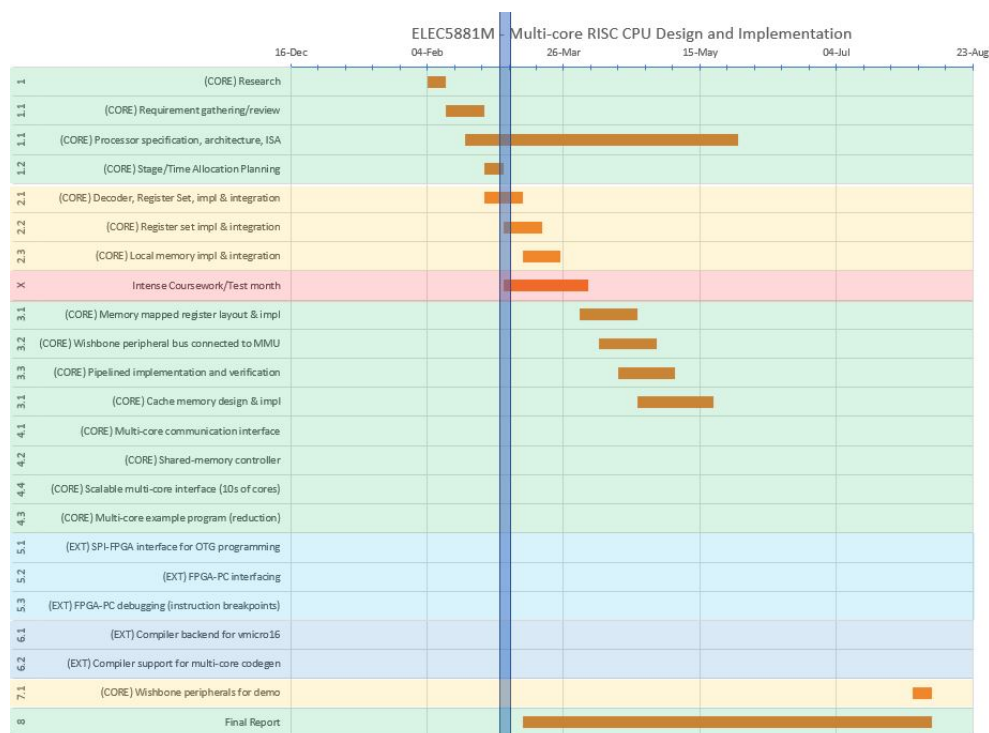 ELEC5881M - Multi-core RISC CPU Design and Implementation
16-Dec 04-Feb 26-Mar 15-May 04-Jul 23-Aug
1 (CORE) Research
1.1 (CORE) Requirement gathering/review
1.1 (CORE) Processor specification, architecture, ISA
1.2 (CORE) Stage/Time Allocation Planning
2.1 (CORE) Decoder, Register Set, impl & integration
2.2 (CORE) Register set impl & integration
2.3 (CORE) Local memory impl & integration
X Intense Coursework/Test month
3.1 (CORE) Memory mapped register layout & impl
3.2 (CORE) Wishbone peripheral bus connected to MMU
3.3 (CORE) Pipelined implementation and verification
3.1 (CORE) Cache memory design & impl
4.1 (CORE) Multi-core communication interface
4.2 (CORE) Shared-memory controller
4.4 (CORE) Scalable multi-core interface (10s of cores)
4.3 (CORE) Multi-core example program (reduction)
5.1 (EXT) SPI-FPGA interface for OTG programming
5.2 (EXT) FPGA-PC interfacing
5.3 (EXT) FPGA-PC debugging (instruction breakpoints)
6.1 (EXT) Compiler backend for vmicro16
6.2 (EXT) Compiler support for multi-core codegen
7.1 (CORE) Wishbone peripherals for demo
8 Final Report